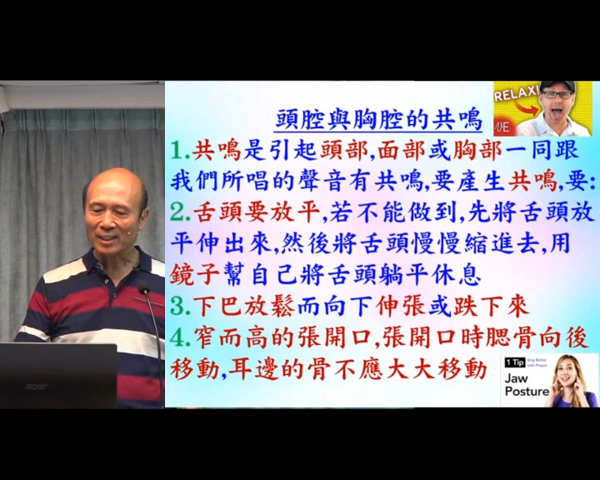 頭腔與胸腔的共鳴
RELAX!
1.共鳴是引起頭部,面部或胸部一同跟
我們所唱的聲音有共鳴,要產生共鳴,要:
2.舌頭要放平,若不能做到,先將舌頭放
平伸出來,然後將舌頭慢慢縮進去,用
鏡子幫自己將舌頭躺平休息
3.下巴放鬆而向下伸張或跌下來
4.窄而高的張開口,張開口時腮骨向後
移動,耳邊的骨不應大大移動
1 Tip
Jaw
Posture
acer